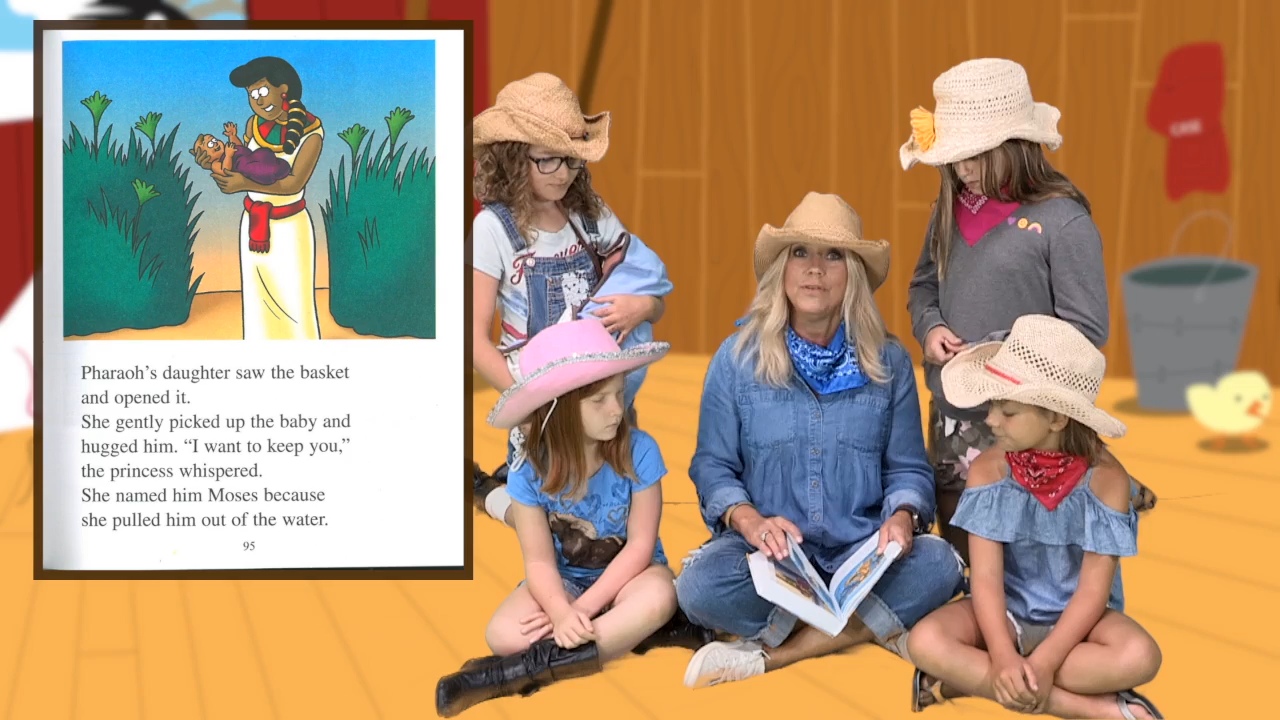 Pharaoh's daughter saw the basket
and opened it.
She gently picked up the baby and
hugged him. "I want to keep you,"
the princess whispered.
She named him Moses because
she pulled him out of the water.
95